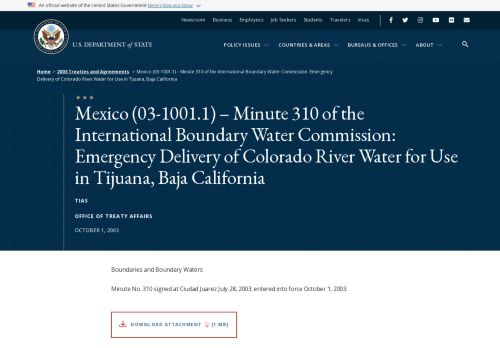 An official website of the United States Government Here's how you know
Newsroom Business Employers Job Seekers Students Travelers Visas
U.S. DEPARTMENT of STATE
POLICY ISSUES COUNTRIES & AREAS BUREAUS & OFFICES ABOUT
Home > 2003 Treaties and Agreements > Mexico (03-1001.1) – Minute 310 of the International Boundary Water Commission: Emergency
Delivery of Colorado River Water for Use in Tijuana, Baja California
Mexico (03-1001.1) – Minute 310 of the
International Boundary Water Commission:
Emergency Delivery of Colorado River Water for Use
in Tijuana, Baja California
TIAS
OFFICE OF TREATY AFFAIRS
OCTOBER 1, 2003
Boundaries and Boundary Waters
Minute No. 310 signed at Ciudad Juarez July 28, 2003; entered into force October 1, 2003.
DOWNLOAD ATTACHMENT [1 MB]